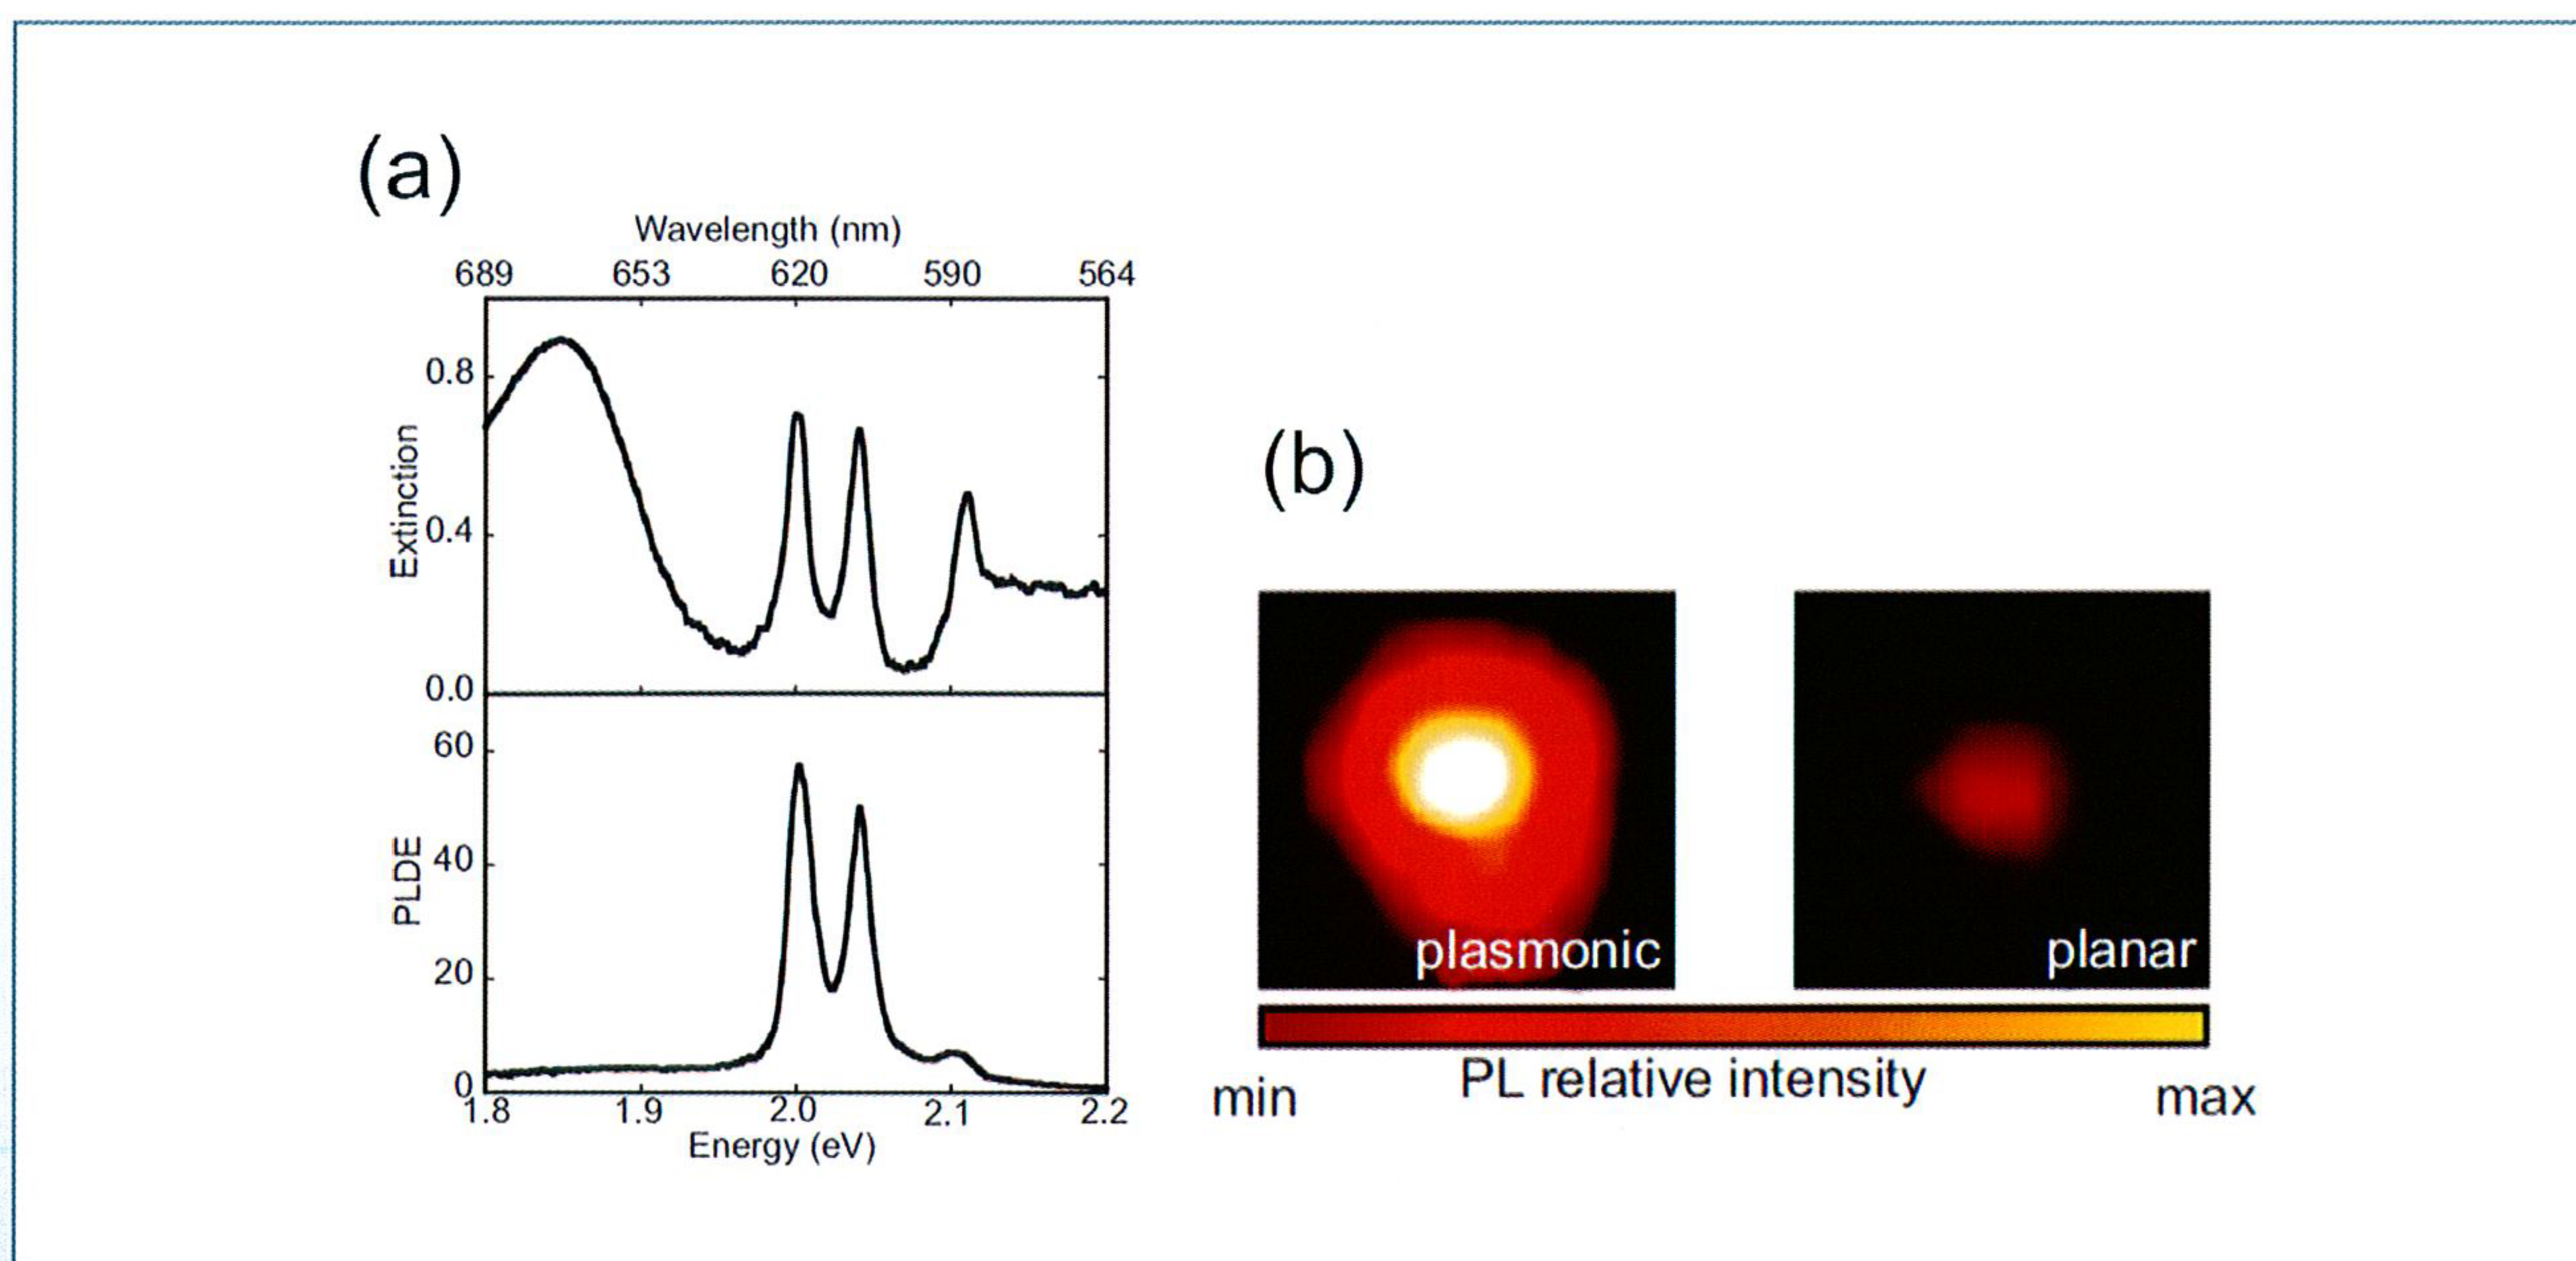 (a)
Wavelength (nm)
689 653 620 590 564
Extinction
0.8
0.4
0.0
PLDE
60
40
20
0
1.8 1.9 2.0 2.1 2.2
Energy (eV)
(b)
plasmonic
planar
PL relative intensity
min
max